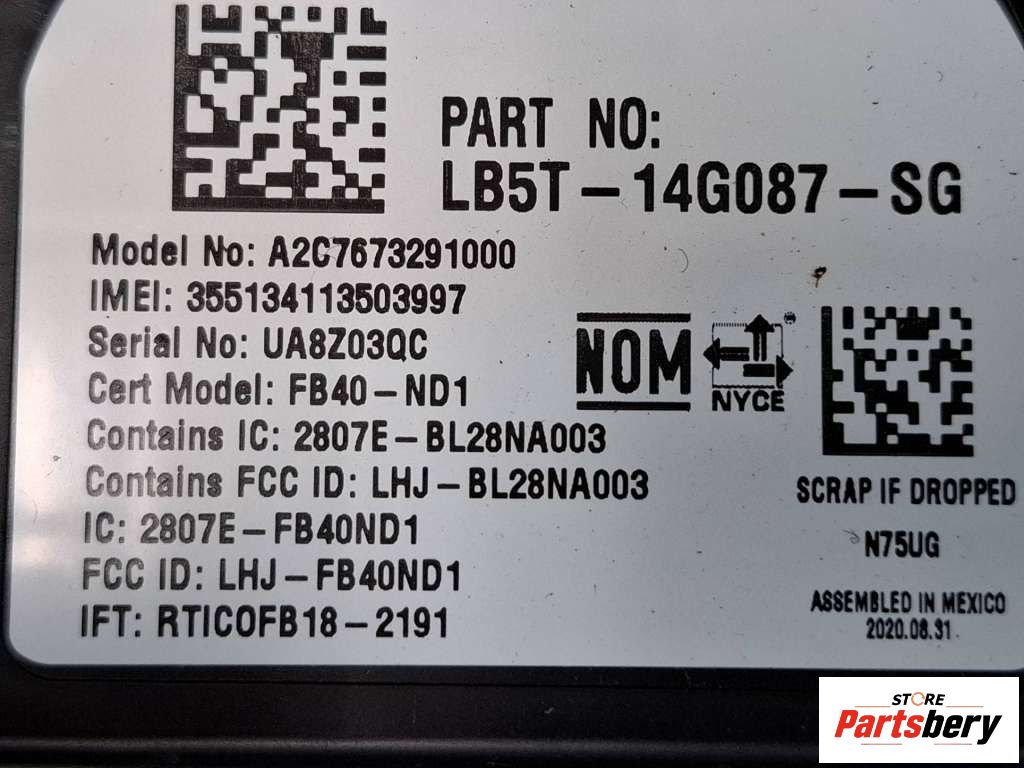 PART NO:
LB5T-14G087-SG
Model No: A2C7673291000
IMEI: 355134113503997
Serial No: UA8Z03QC
Cert Model: FB40-ND1
Contains IC: 2807E-BL28NA003
Contains FCC ID: LHJ-BL28NA003
IC: 2807E-FB40ND1
FCC ID: LHJ-FB40ND1
IFT: RTICOFB18-2191
NOM
NYCE
SCRAP IF DROPPED
N75UG
ASSEMBLED IN MEXICO
2020.08.31
STORE
Partsbery